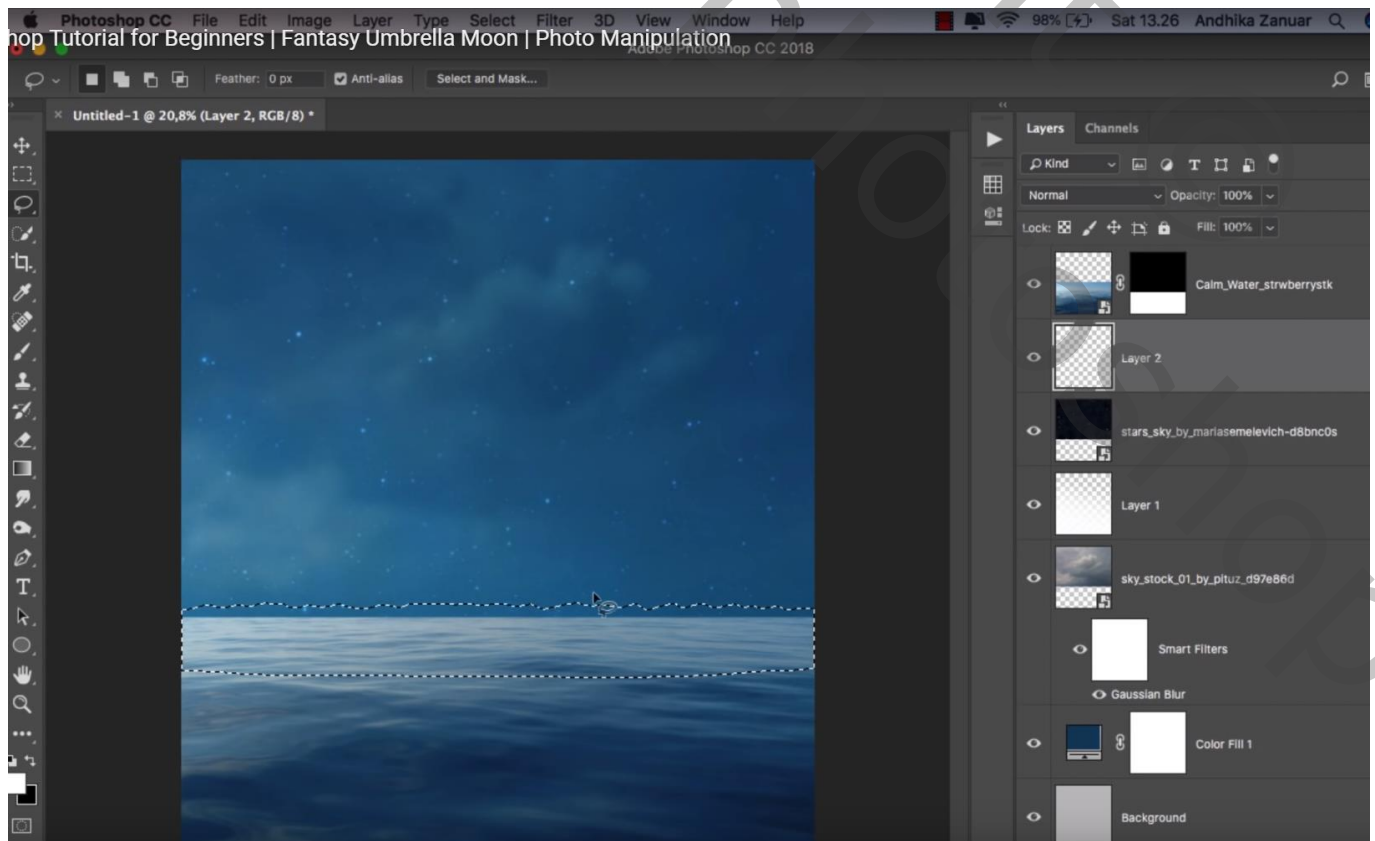 Photoshop CC File Edit Image Layer Type Select Filter 3D View Window Help 98% Sat 13.26 Andhika Zanuar
hop Tutorial for Beginners | Fantasy Umbrella Moon | Photo Manipulation
Adobe Photoshop CC 2018
Feather: 0 px Anti-alias Select and Mask...
× Untitled-1 @ 20,8% (Layer 2, RGB/8) *
Layers Channels
Kind
Normal Opacity: 100%
Lock: Fill: 100%
Calm_Water_strwberrystk
Layer 2
stars_sky_by_mariasemelevich-d8bnc0s
Layer 1
sky_stock_01_by_pituz_d97e86d
Smart Filters
Gaussian Blur
Color Fill 1
Background